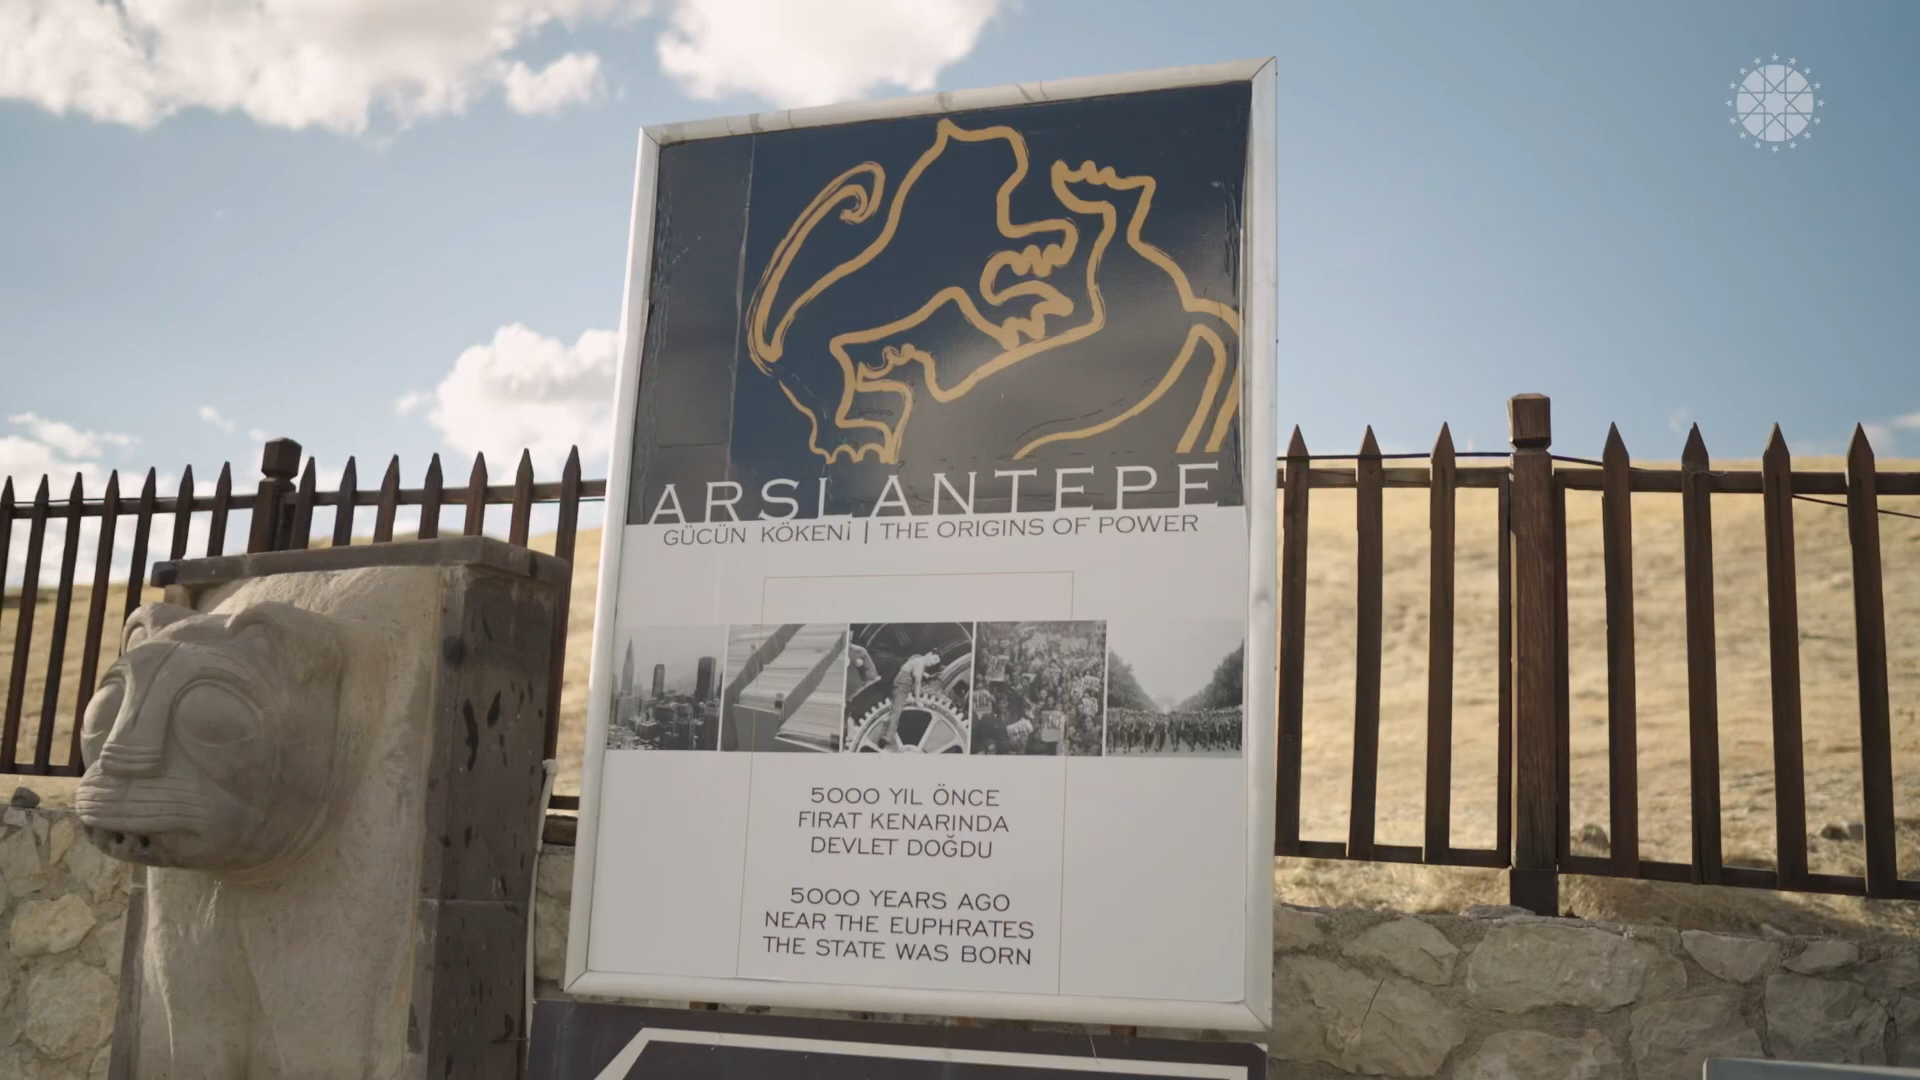 ARSLANTEPE
GÜCÜN KÖKENİ | THE ORIGINS OF POWER
5000 YIL ÖNCE
FIRAT KENARINDA
DEVLET DOĞDU
5000 YEARS AGO
NEAR THE EUPHRATES
THE STATE WAS BORN